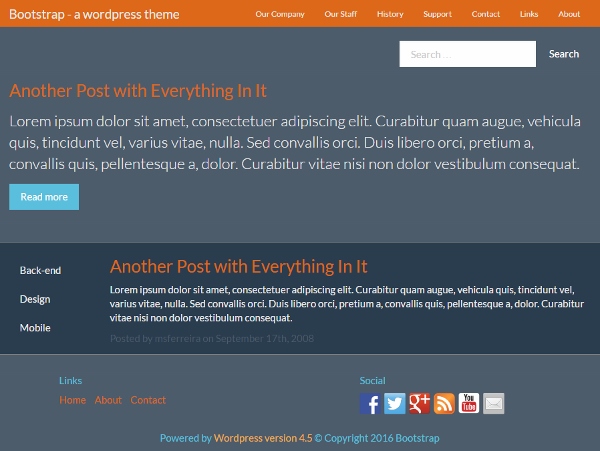 Bootstrap - a wordpress theme Our Company Our Staff History Support Contact Links About
Search ... Search
Another Post with Everything In It
Lorem ipsum dolor sit amet, consectetuer adipiscing elit. Curabitur quam augue, vehicula
quis, tincidunt vel, varius vitae, nulla. Sed convallis orci. Duis libero orci, pretium a,
convallis quis, pellentesque a, dolor. Curabitur vitae nisi non dolor vestibulum consequat.
Read more
Back-end
Design
Mobile
Another Post with Everything In It
Lorem ipsum dolor sit amet, consectetuer adipiscing elit. Curabitur quam augue, vehicula quis, tincidunt vel,
varius vitae, nulla. Sed convallis orci. Duis libero orci, pretium a, convallis quis, pellentesque a, dolor. Curabitur
vitae nisi non dolor vestibulum consequat.
Posted by msferreira on September 17th, 2008
Links
Home About Contact
Social
f g+ You Tube
Powered by Wordpress version 4.5 © Copyright 2016 Bootstrap